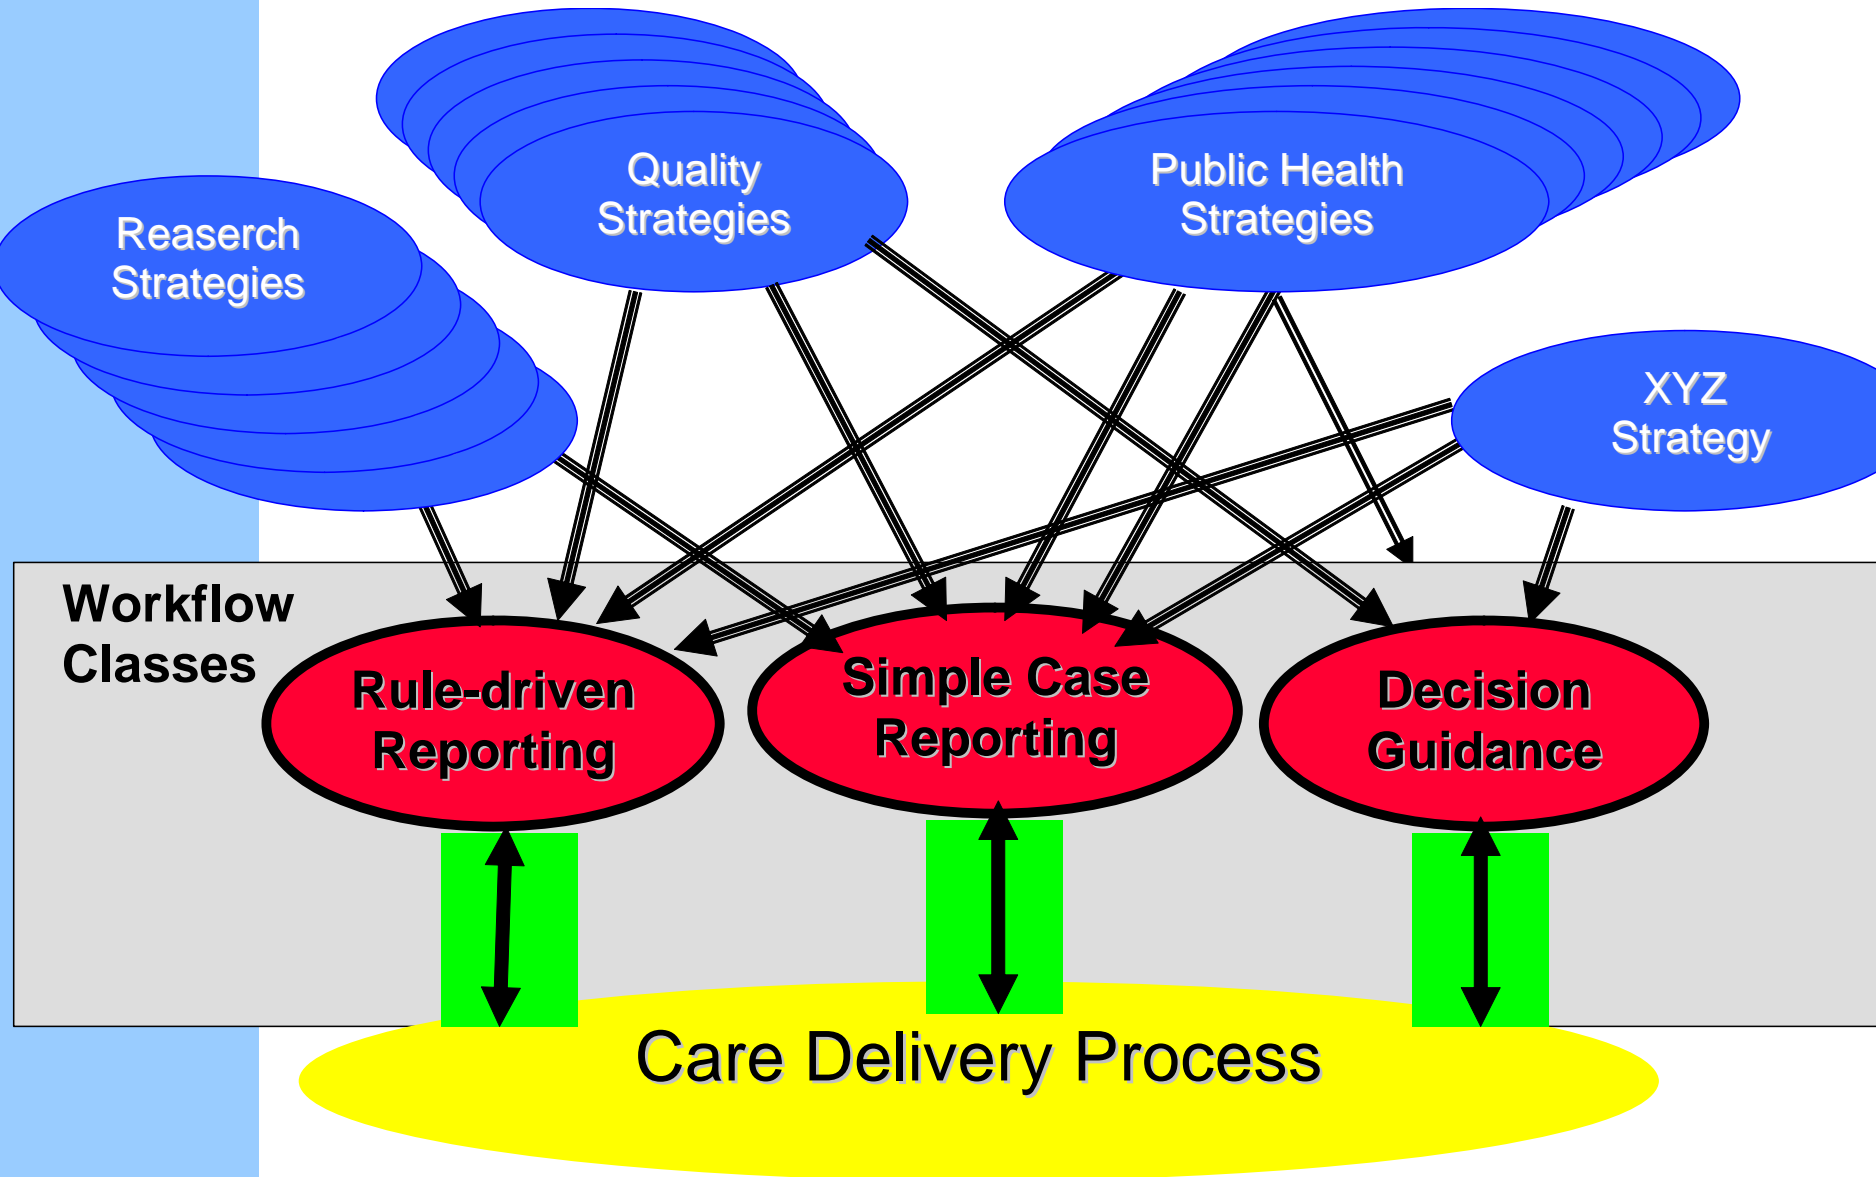 Quality
Strategies
Public Health
Strategies
Reaserch
Strategies
XYZ
Strategy
Workflow
Classes
Rule-driven
Reporting
Simple Case
Reporting
Decision
Guidance
Care Delivery Process